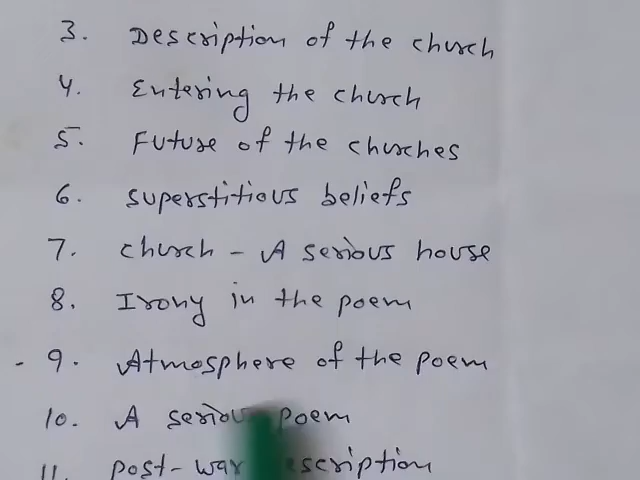 3. Description of the church
4. Entering the church
5. Future of the churches
6. superstitious beliefs
7. church - A serious house
8. Irony in the poem
- 9. Atmosphere of the poem
10. A serious poem
11. post-war